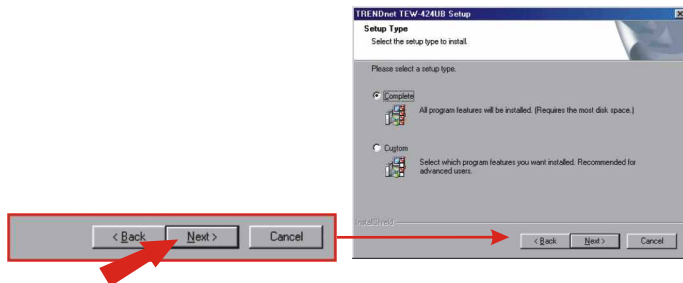 TRENDnet TEW-424UB Setup
Setup Type
Select the setup type to install.
Please select a setup type.
Complete
All program features will be installed. (Requires the most disk space.)
Custom
Select which program features you want installed. Recommended for
advanced users.
InstallShield
< Back Next > Cancel
< Back Next > Cancel